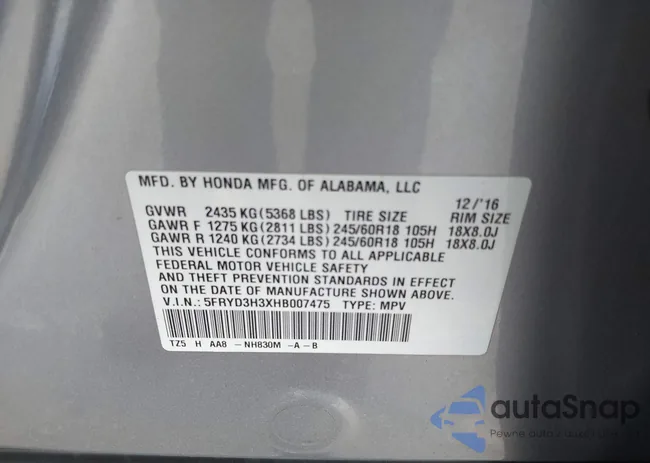 MFD. BY HONDA MFG. OF ALABAMA, LLC 12/'16
GVWR 2435 KG (5368 LBS) TIRE SIZE RIM SIZE
GAWR F 1275 KG (2811 LBS) 245/60R18 105H 18X8.0J
GAWR R 1240 KG (2734 LBS) 245/60R18 105H 18X8.0J
THIS VEHICLE CONFORMS TO ALL APPLICABLE
FEDERAL MOTOR VEHICLE SAFETY
AND THEFT PREVENTION STANDARDS IN EFFECT
ON THE DATE OF MANUFACTURE SHOWN ABOVE.
V.I.N.: 5FRYD3H3XHB007475 TYPE: MPV
TZ5 H AA8 - NH830M -A-B
autaSnap
Pewne auta z